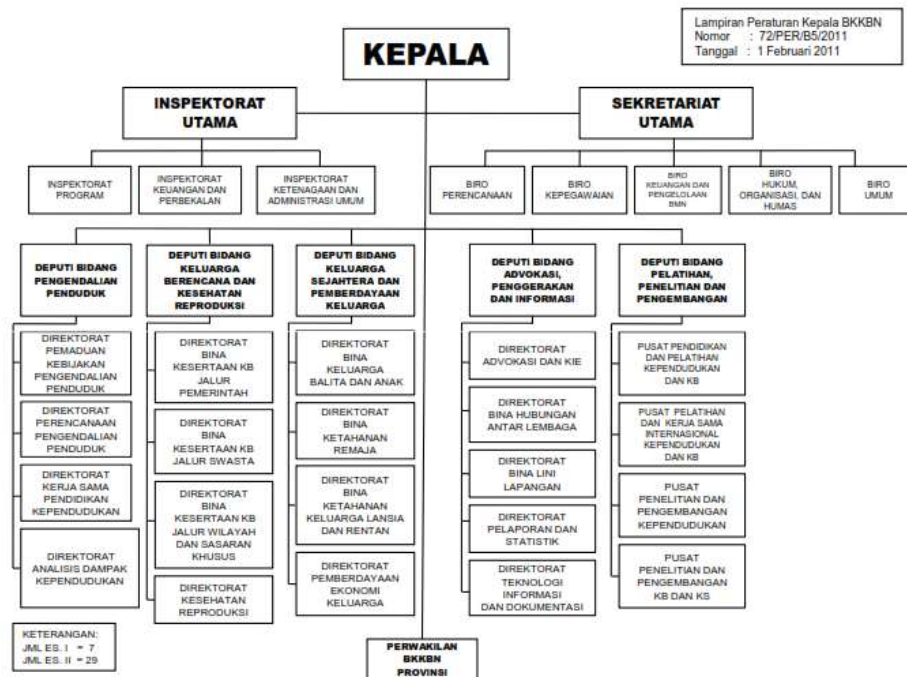 Lampiran Peraturan Kepala BKKBN
Nomor : 72/PER/B5/2011
Tanggal : 1 Februari 2011
KEPALA
INSPEKTORAT
UTAMA
SEKRETARIAT
UTAMA
INSPEKTORAT
PROGRAM
INSPEKTORAT
KEUANGAN DAN
PERBEKALAN
INSPEKTORAT
KETENAGAAN DAN
ADMINISTRASI UMUM
BIRO
PERENCANAAN
BIRO
KEPEGAWAIAN
BIRO
KEUANGAN DAN
PENGELOLAAN
BMN
BIRO
HUKUM,
ORGANISASI, DAN
HUMAS
BIRO
UMUM
DEPUTI BIDANG
PENGENDALIAN
PENDUDUK
DEPUTI BIDANG
KELUARGA
BERENCANA DAN
KESEHATAN
REPRODUKSI
DEPUTI BIDANG
KELUARGA
SEJAHTERA DAN
PEMBERDAYAAN
KELUARGA
DEPUTI BIDANG
ADVOKASI,
PENGGERAKAN
DAN INFORMASI
DEPUTI BIDANG
PELATIHAN,
PENELITIAN DAN
PENGEMBANGAN
DIREKTORAT
PEMADUAN
KEBIJAKAN
PENGENDALIAN
PENDUDUK
DIREKTORAT
PERENCANAAN
PENGENDALIAN
PENDUDUK
DIREKTORAT
KERJA SAMA
PENDIDIKAN
KEPENDUDUKAN
DIREKTORAT
ANALISIS DAMPAK
KEPENDUDUKAN
DIREKTORAT
BINA
KESERTAAN KB
JALUR
PEMERINTAH
DIREKTORAT
BINA
KESERTAAN KB
JALUR SWASTA
DIREKTORAT
BINA
KESERTAAN KB
JALUR WILAYAH
DAN SASARAN
KHUSUS
DIREKTORAT
KESEHATAN
REPRODUKSI
DIREKTORAT
BINA
KELUARGA
BALITA DAN ANAK
DIREKTORAT
BINA
KETAHANAN
REMAJA
DIREKTORAT
BINA
KETAHANAN
KELUARGA LANSIA
DAN RENTAN
DIREKTORAT
PEMBERDAYAAN
EKONOMI
KELUARGA
DIREKTORAT
ADVOKASI DAN KIE
DIREKTORAT
BINA HUBUNGAN
ANTAR LEMBAGA
DIREKTORAT
BINA LINI
LAPANGAN
DIREKTORAT
PELAPORAN DAN
STATISTIK
DIREKTORAT
TEKNOLOGI
INFORMASI
DAN DOKUMENTASI
PUSAT PENDIDIKAN
DAN PELATIHAN
KEPENDUDUKAN
DAN KB
PUSAT PELATIHAN
DAN KERJA SAMA
INTERNASIONAL
KEPENDUDUKAN
DAN KB
PUSAT
PENELITIAN DAN
PENGEMBANGAN
KEPENDUDUKAN
PUSAT
PENELITIAN DAN
PENGEMBANGAN
KB DAN KS
KETERANGAN:
JML ES. I = 7
JML ES. II = 29
PERWAKILAN
BKKBN
PROVINSI